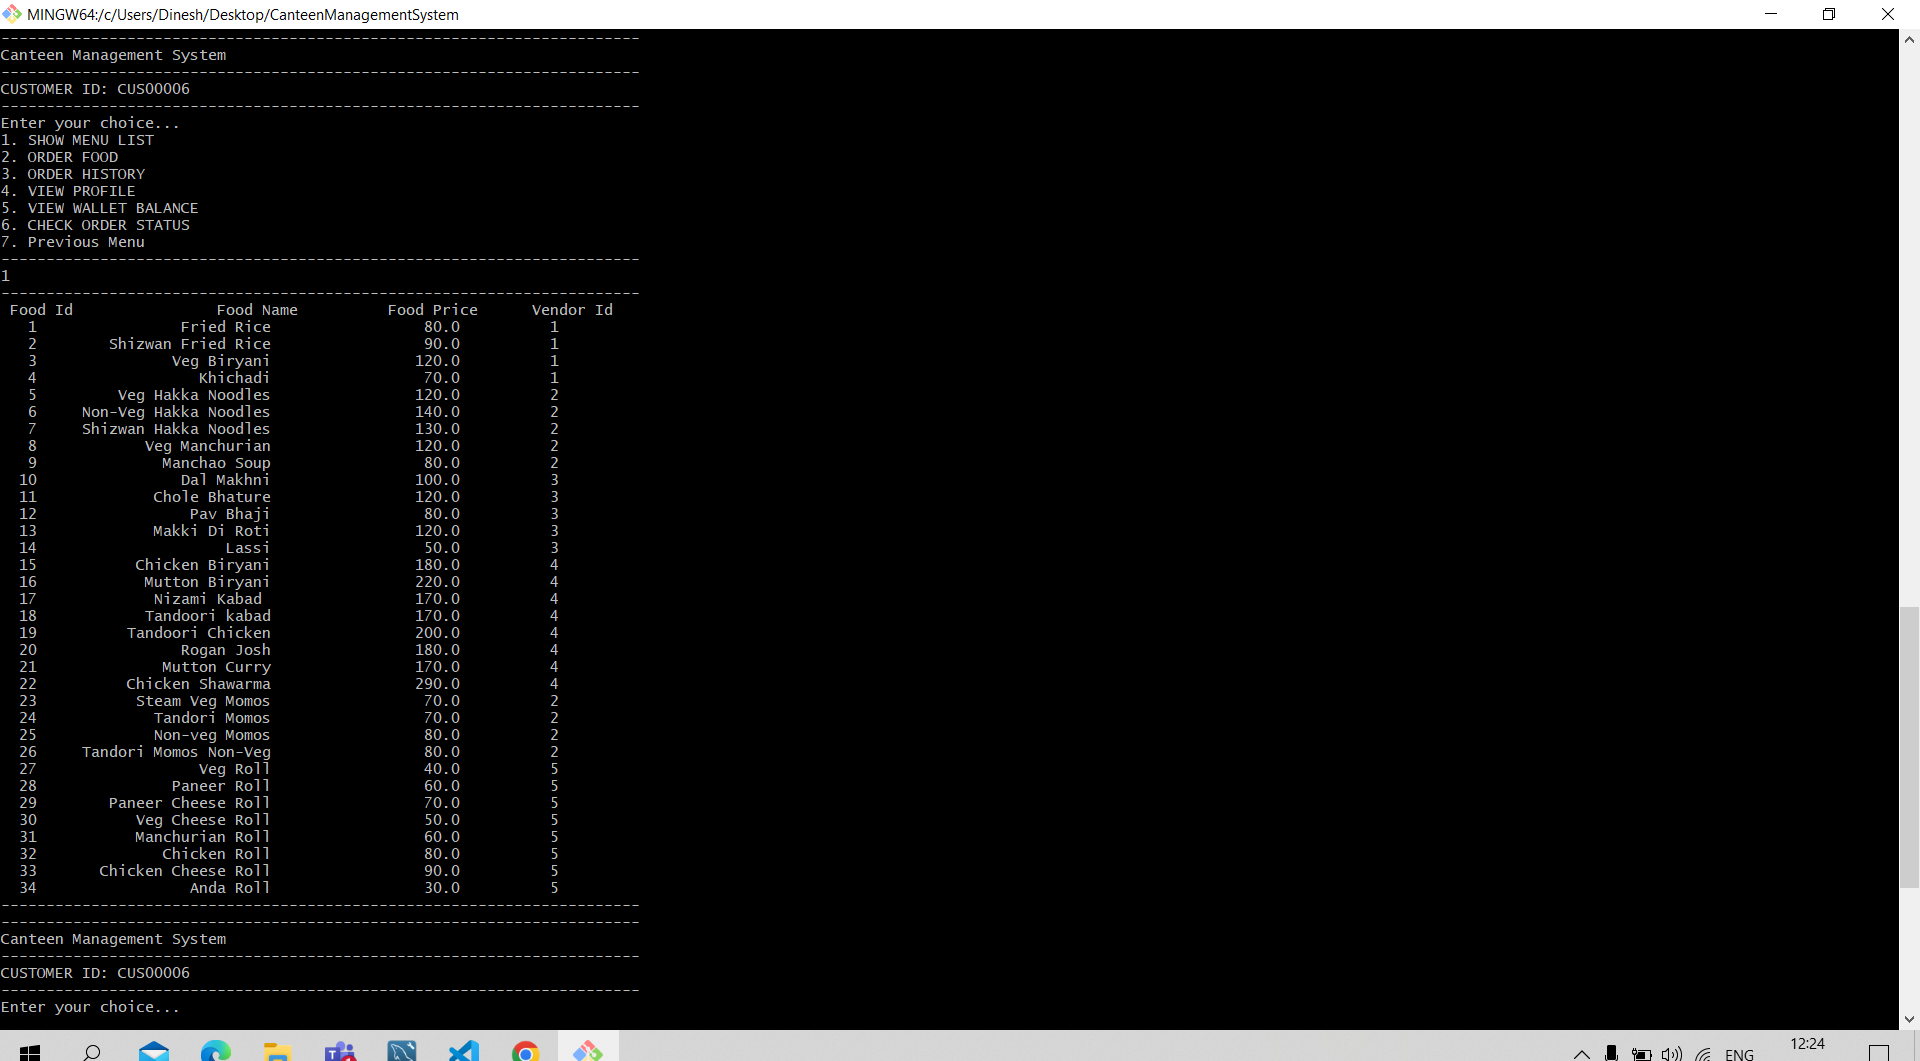 MINGW64:/c/Users/Dinesh/Desktop/CanteenManagementSystem
-----------------------------------------------------------------------
Canteen Management System
-----------------------------------------------------------------------
CUSTOMER ID: CUS00006
-----------------------------------------------------------------------
Enter your choice...
1. SHOW MENU LIST
2. ORDER FOOD
3. ORDER HISTORY
4. VIEW PROFILE
5. VIEW WALLET BALANCE
6. CHECK ORDER STATUS
7. Previous Menu
-----------------------------------------------------------------------
1
-----------------------------------------------------------------------
Food Id Food Name Food Price Vendor Id
1 Fried Rice 80.0 1
2 Shizwan Fried Rice 90.0 1
3 Veg Biryani 120.0 1
4 Khichadi 70.0 1
5 Veg Hakka Noodles 120.0 2
6 Non-Veg Hakka Noodles 140.0 2
7 Shizwan Hakka Noodles 130.0 2
8 Veg Manchurian 120.0 2
9 Manchao Soup 80.0 2
10 Dal Makhni 100.0 3
11 Chole Bhature 120.0 3
12 Pav Bhaji 80.0 3
13 Makki Di Roti 120.0 3
14 Lassi 50.0 3
15 Chicken Biryani 180.0 4
16 Mutton Biryani 220.0 4
17 Nizami Kabad 170.0 4
18 Tandoori kabad 170.0 4
19 Tandoori Chicken 200.0 4
20 Rogan Josh 180.0 4
21 Mutton Curry 170.0 4
22 Chicken Shawarma 290.0 4
23 Steam Veg Momos 70.0 2
24 Tandori Momos 70.0 2
25 Non-veg Momos 80.0 2
26 Tandori Momos Non-Veg 80.0 2
27 Veg Roll 40.0 5
28 Paneer Roll 60.0 5
29 Paneer Cheese Roll 70.0 5
30 Veg Cheese Roll 50.0 5
31 Manchurian Roll 60.0 5
32 Chicken Roll 80.0 5
33 Chicken Cheese Roll 90.0 5
34 Anda Roll 30.0 5
-----------------------------------------------------------------------
-----------------------------------------------------------------------
Canteen Management System
-----------------------------------------------------------------------
CUSTOMER ID: CUS00006
-----------------------------------------------------------------------
Enter your choice...
ENG 12:24